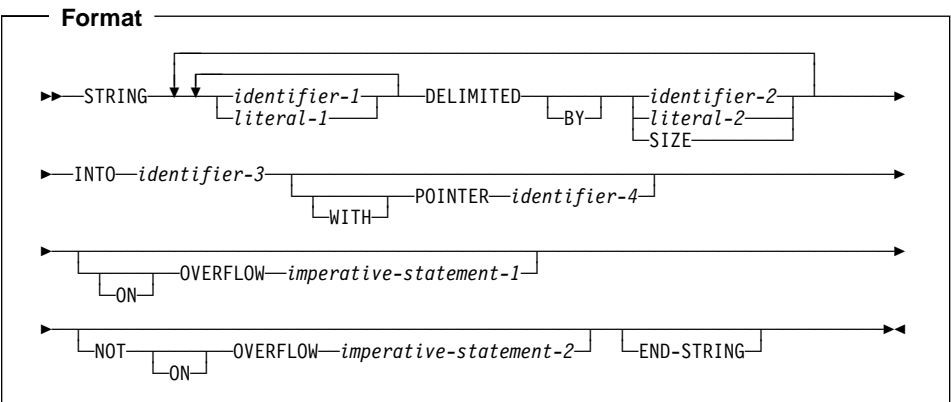 Format
STRING identifier-1 DELIMITED identifier-2
literal-1 BY literal-2
SIZE
INTO identifier-3
POINTER identifier-4
WITH
OVERFLOW imperative-statement-1
ON
NOT OVERFLOW imperative-statement-2 END-STRING
ON